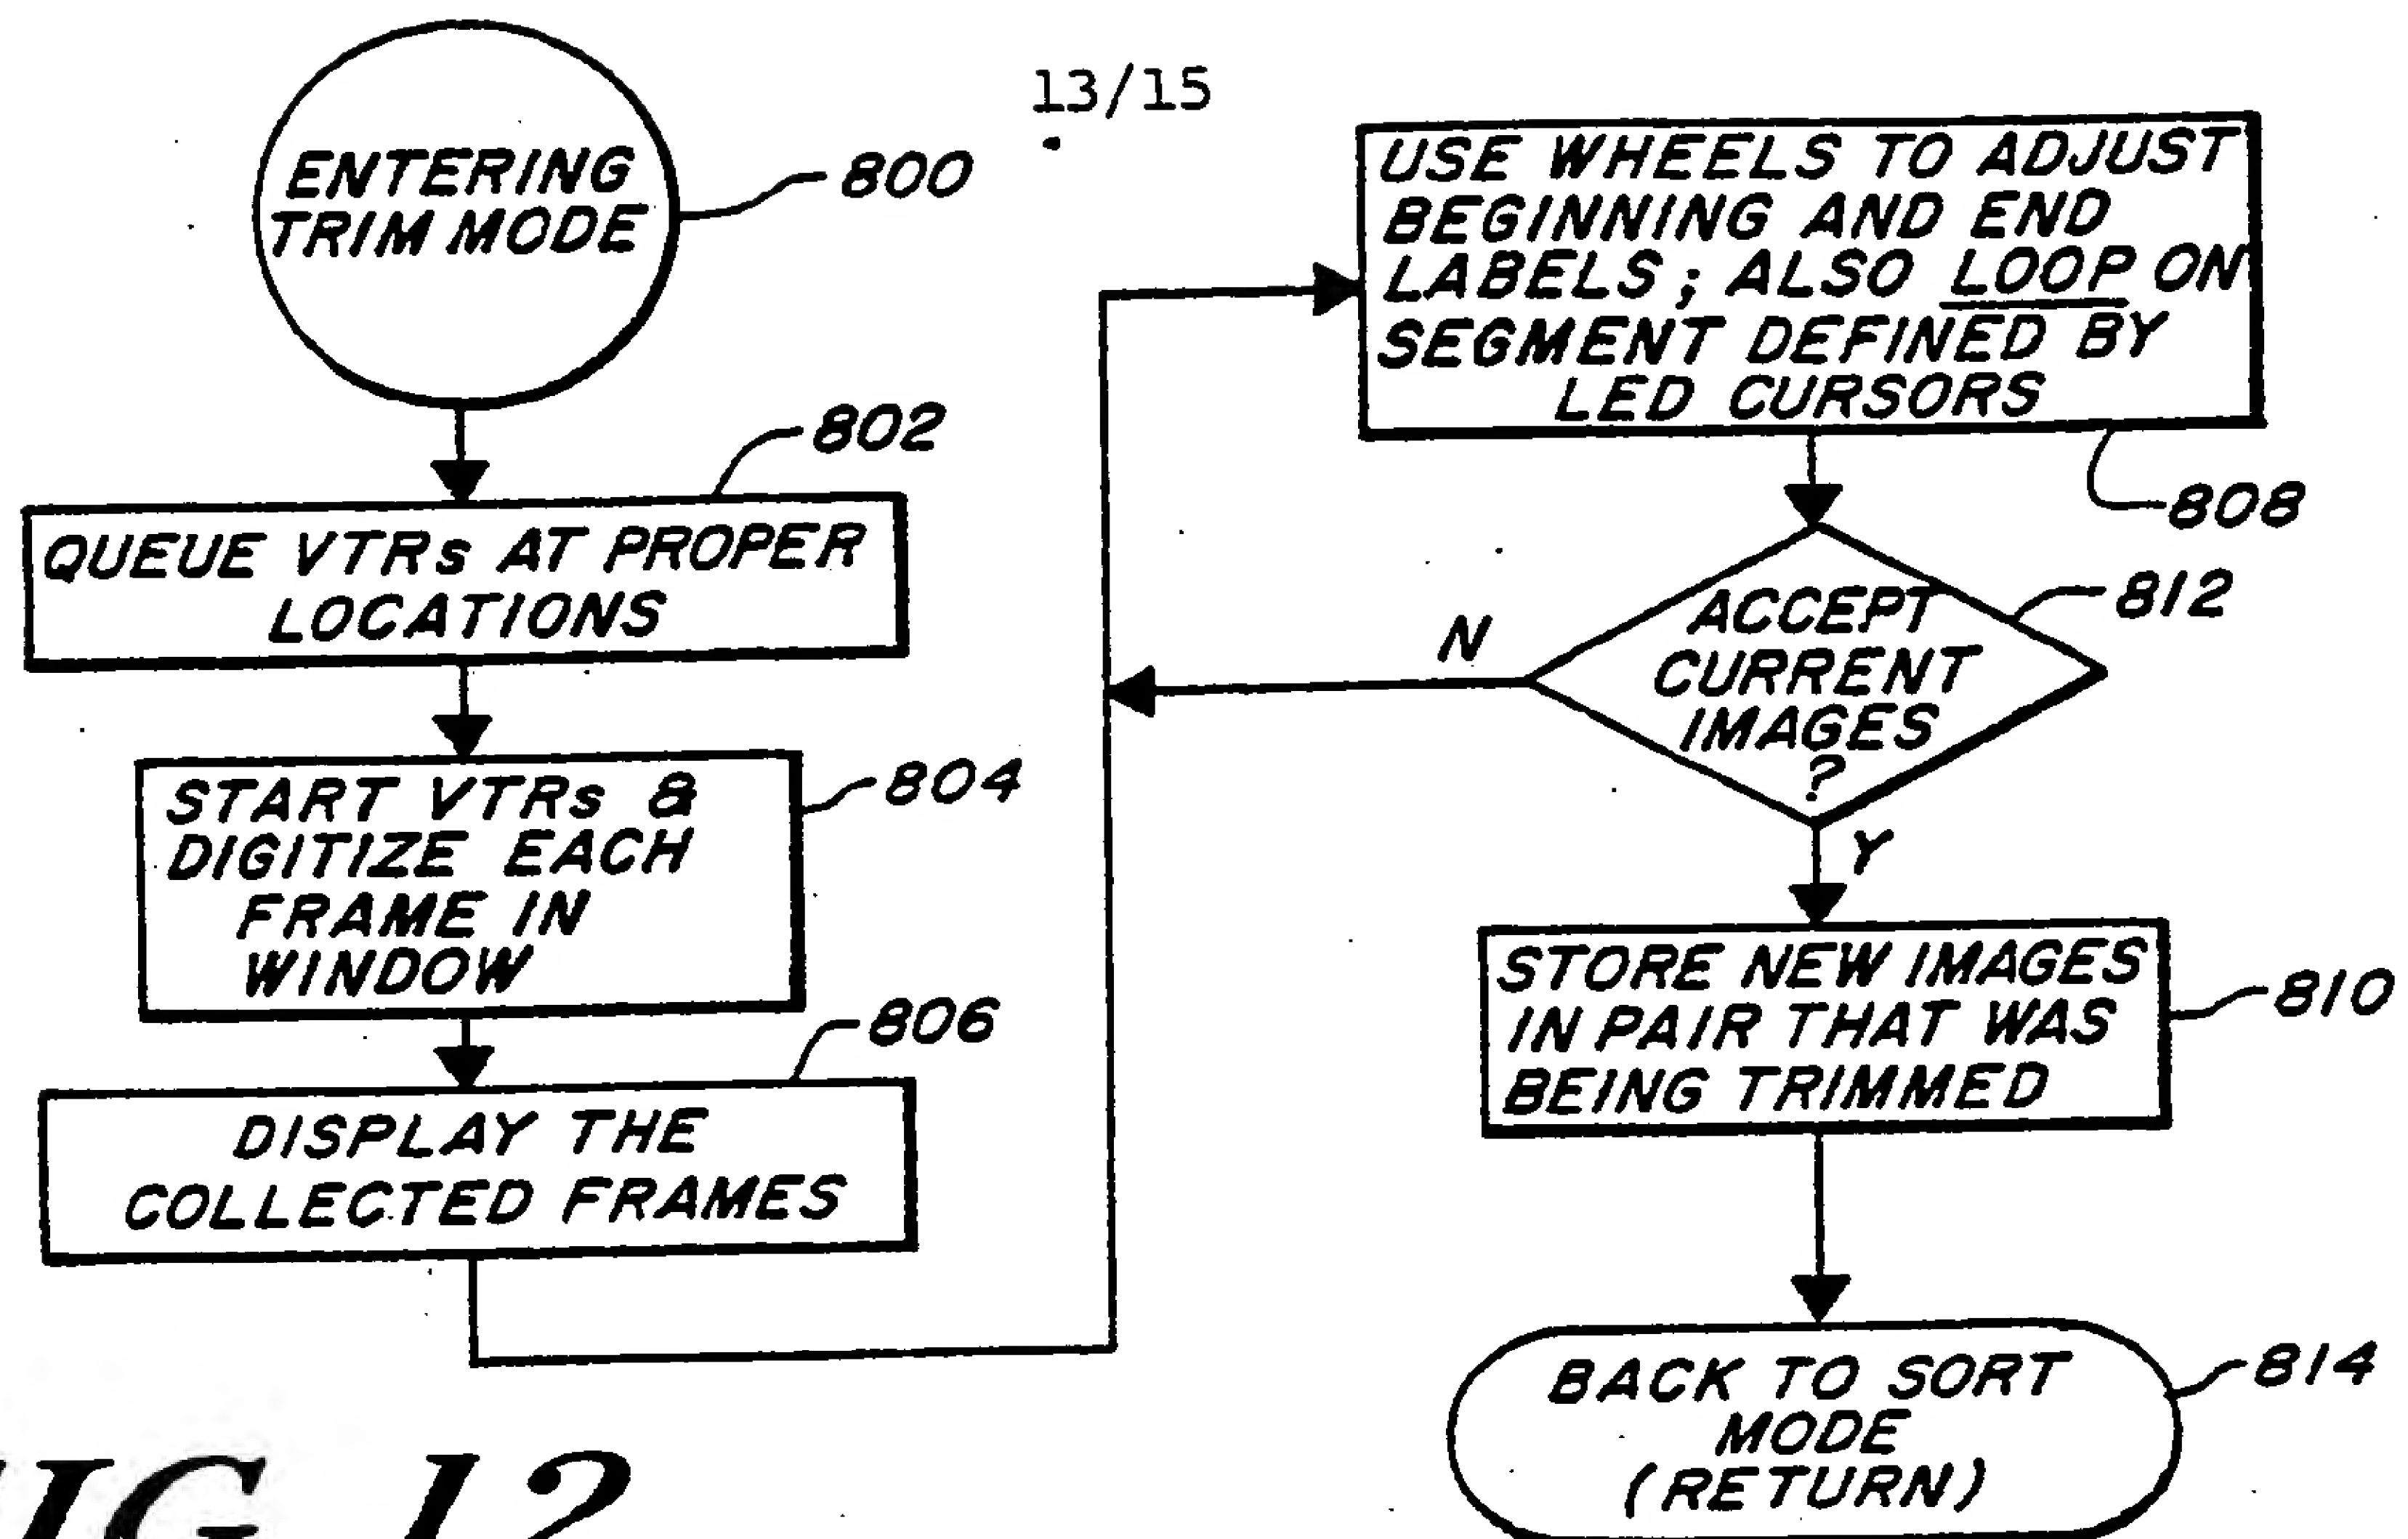 13/15
ENTERING
TRIM MODE
800
802
QUEUE VTRs AT PROPER
LOCATIONS
804
START VTRs &
DIGITIZE EACH
FRAME IN
WINDOW
806
DISPLAY THE
COLLECTED FRAMES
USE WHEELS TO ADJUST
BEGINNING AND END
LABELS; ALSO LOOP ON
SEGMENT DEFINED BY
LED CURSORS
808
812
ACCEPT
CURRENT
IMAGES
?
N
Y
STORE NEW IMAGES
IN PAIR THAT WAS
BEING TRIMMED
810
BACK TO SORT
MODE
(RETURN)
814
12